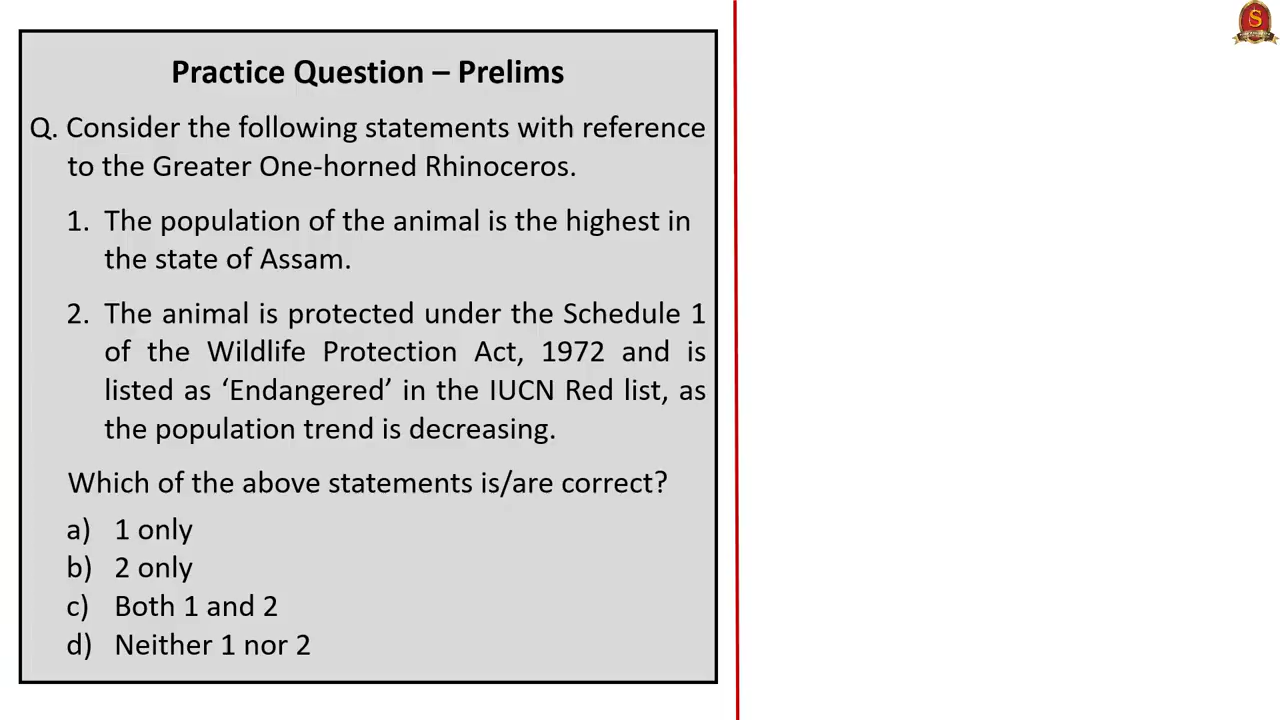 Practice Question – Prelims
Q. Consider the following statements with reference
to the Greater One-horned Rhinoceros.
1. The population of the animal is the highest in
the state of Assam.
2. The animal is protected under the Schedule 1
of the Wildlife Protection Act, 1972 and is
listed as ‘Endangered’ in the IUCN Red list, as
the population trend is decreasing.
Which of the above statements is/are correct?
a) 1 only
b) 2 only
c) Both 1 and 2
d) Neither 1 nor 2
S